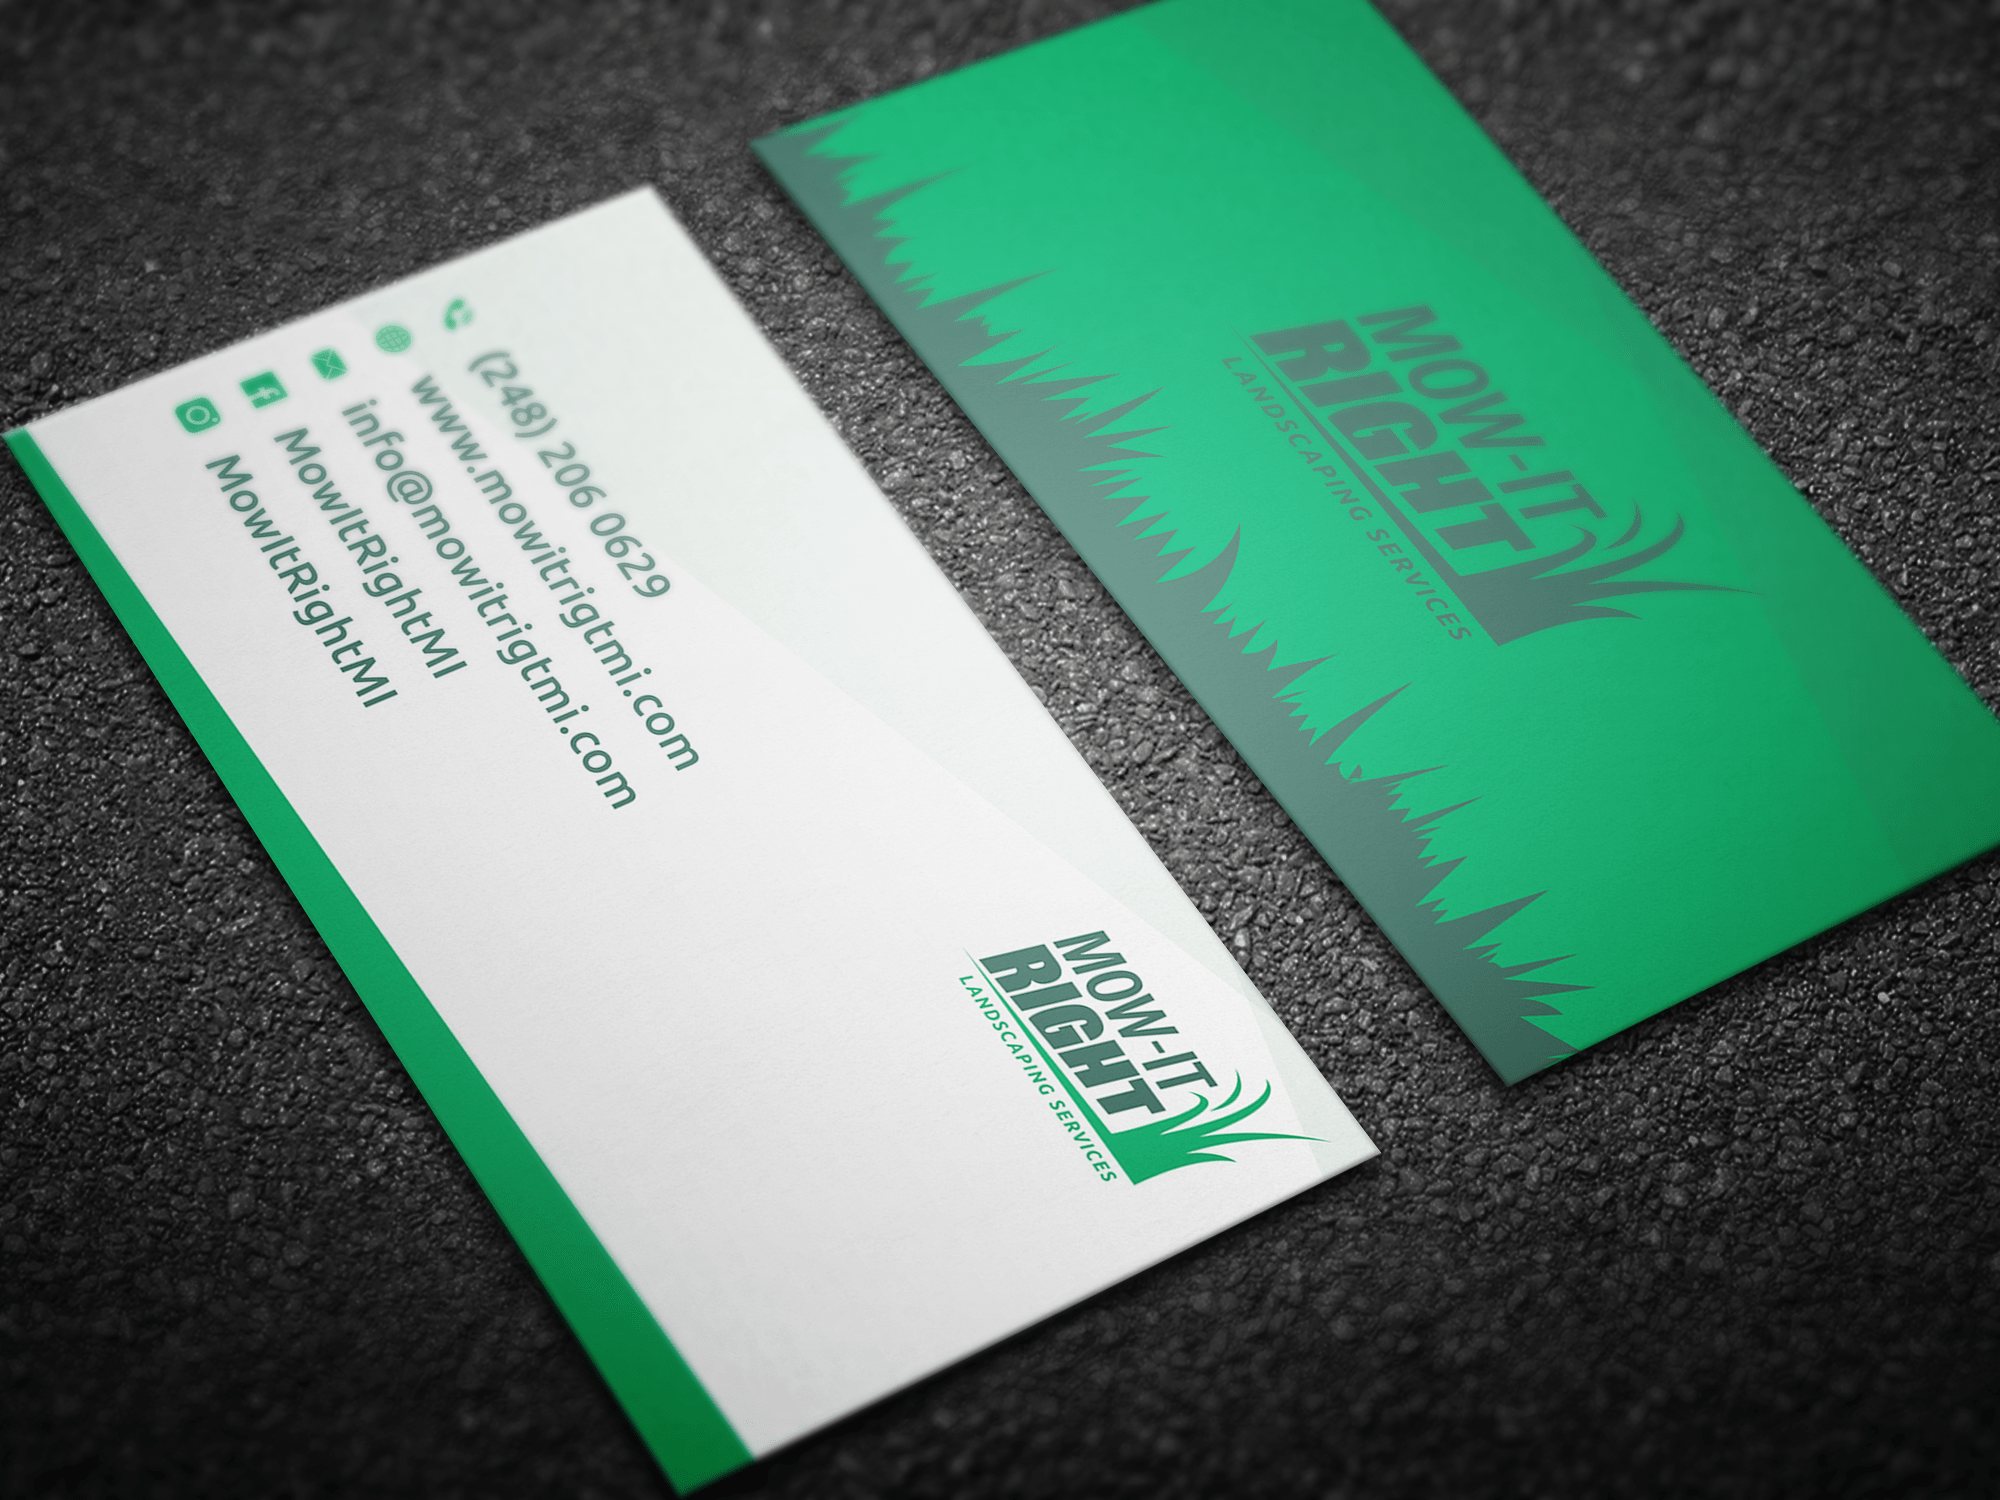 (248) 206 0629
www.mowitrigtmi.com
info@mowitrigtmi.com
MowItRightMI
MowItRightMI
MOW-IT
RIGHT
LANDSCAPING SERVICES
MOW-IT
RIGHT
LANDSCAPING SERVICES